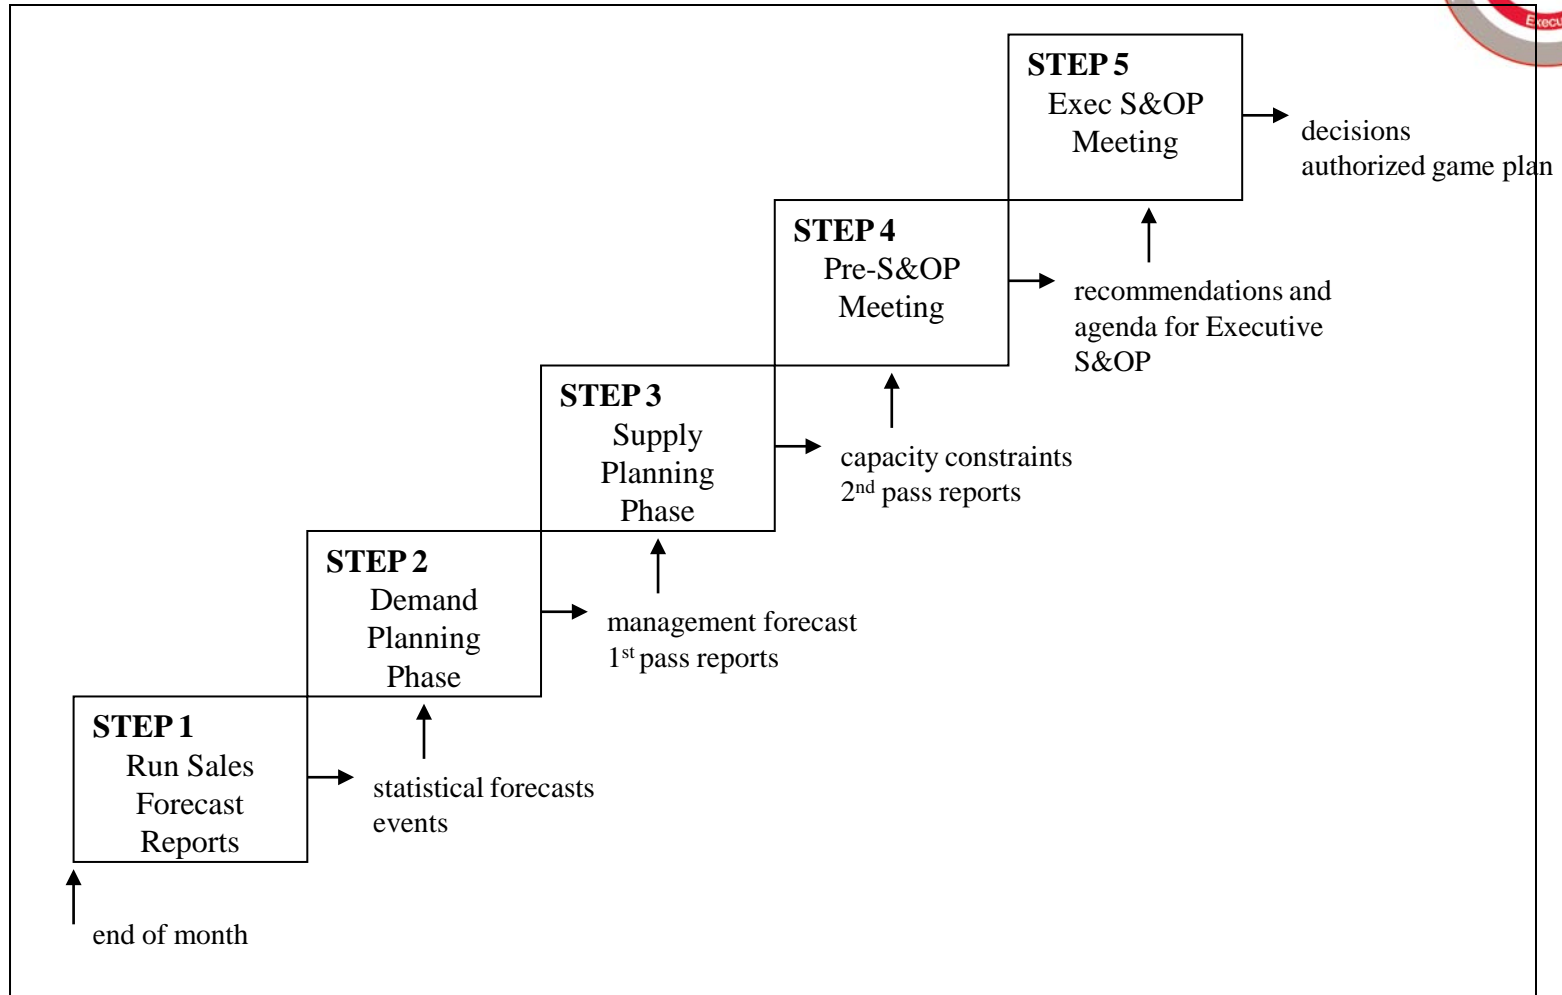 STEP 5
Exec S&OP
Meeting
decisions
authorized game plan
STEP 4
Pre-S&OP
Meeting
recommendations and
agenda for Executive
S&OP
STEP 3
Supply
Planning
Phase
capacity constraints
2nd pass reports
STEP 2
Demand
Planning
Phase
management forecast
1st pass reports
STEP 1
Run Sales
Forecast
Reports
statistical forecasts
events
end of month